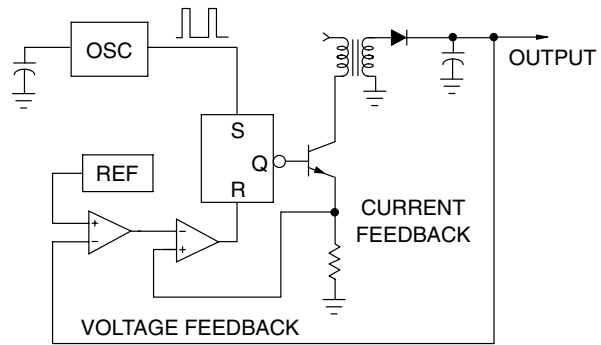 OSC
OUTPUT
S
Q
R
REF
+
−
−
+
CURRENT
FEEDBACK
VOLTAGE FEEDBACK